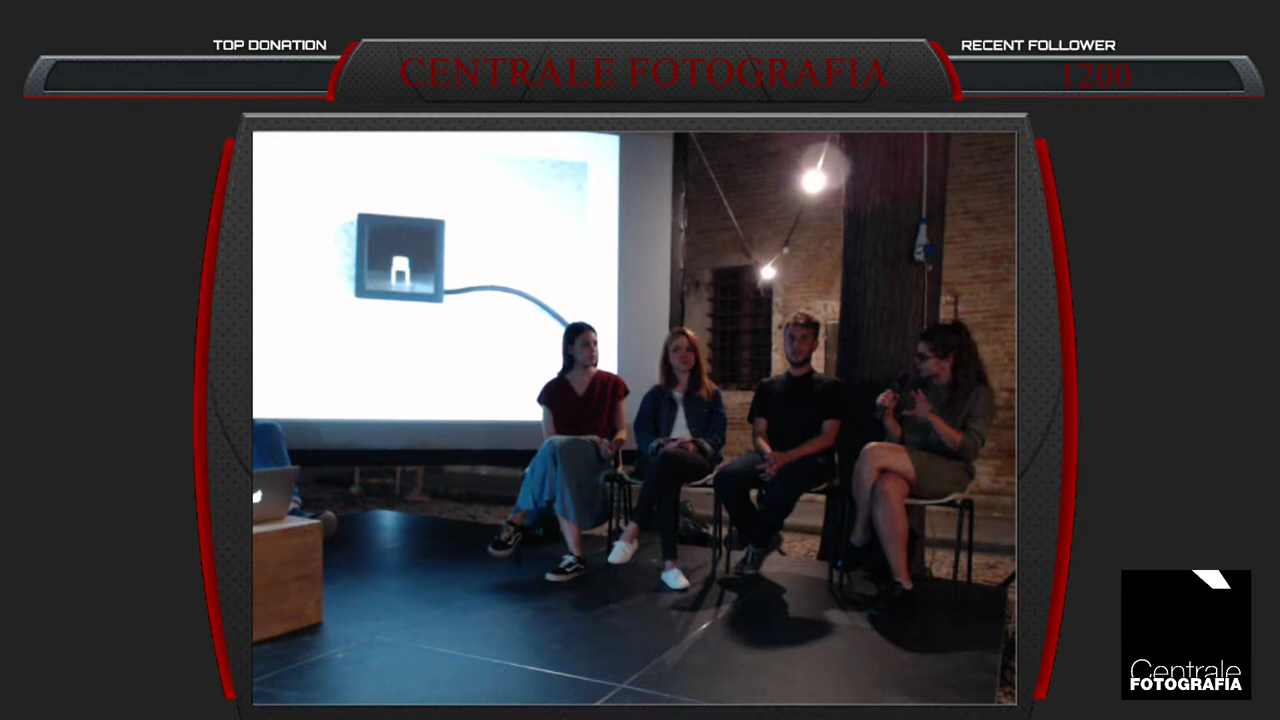 TOP DONATION
RECENT FOLLOWER
CENTRALE FOTOGRAFIA
1200
Centrale
FOTOGRAFIA